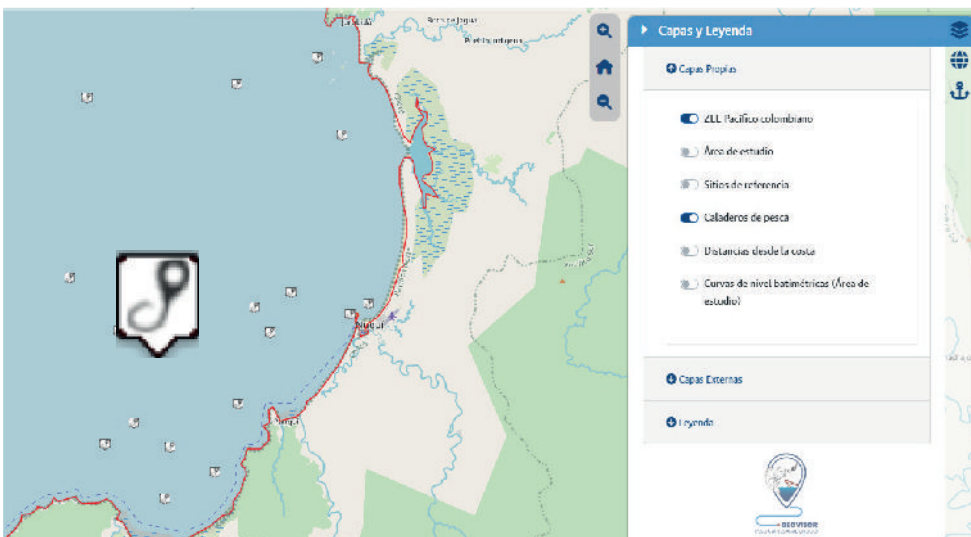 Capas y Leyenda
Capas Propias
ZEE Pacífico colombiano
Área de estudio
Sitios de referencia
Caladeros de pesca
Distancias desde la costa
Curvas de nivel batimétricas (Área de
estudio)
Capas Externas
Leyenda
GEOVISOR
Nuquí